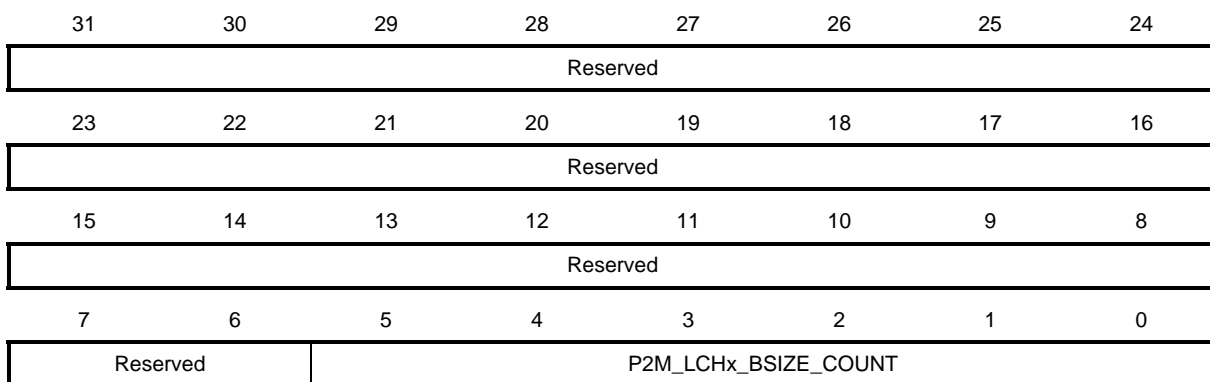 31 30 29 28 27 26 25 24
Reserved
23 22 21 20 19 18 17 16
Reserved
15 14 13 12 11 10 9 8
Reserved
7 6 5 4 3 2 1 0
Reserved P2M_LCHx_BSIZE_COUNT